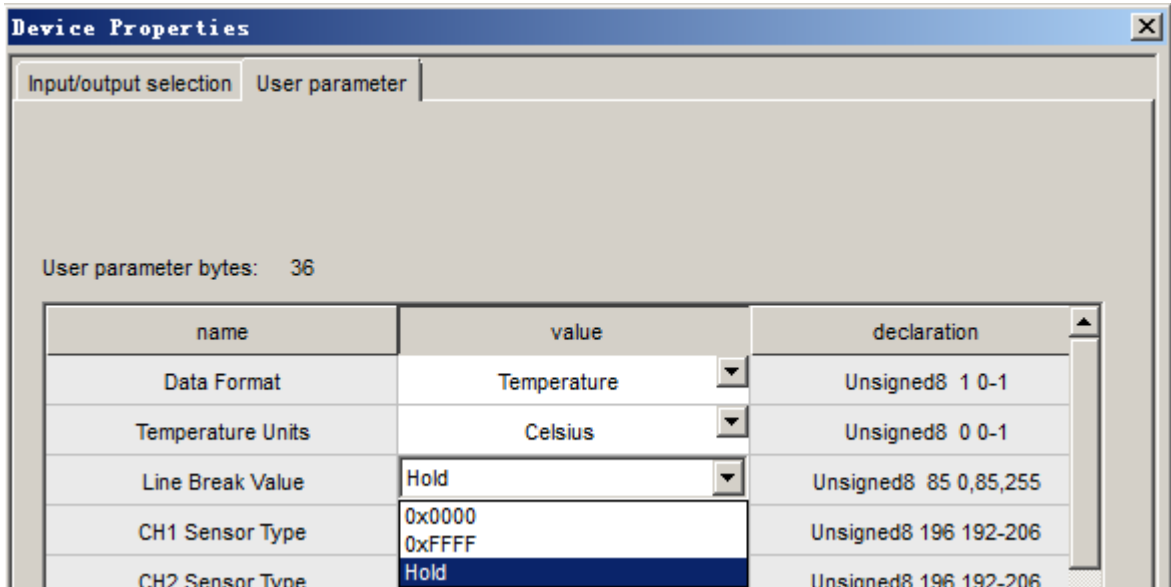 Device Properties
Input/output selection User parameter
User parameter bytes: 36
name value declaration
Data Format Temperature Unsigned8 1 0-1
Temperature Units Celsius Unsigned8 0 0-1
Line Break Value Hold Unsigned8 85 0,85,255
0x0000
CH1 Sensor Type Unsigned8 196 192-206
0xFFFF
Hold
CH2 Sensor Type Unsigned8 196 192-206